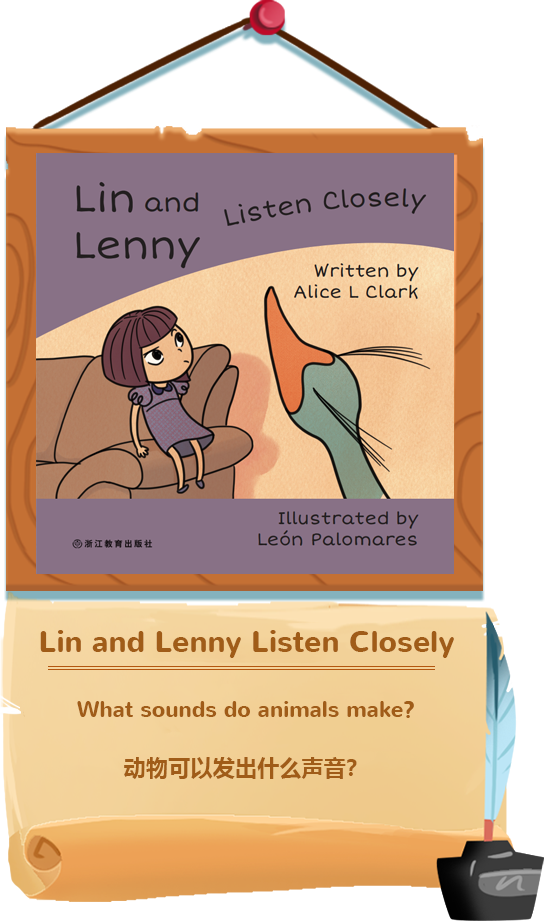 Lin and
Lenny
Listen Closely
Written by
Alice L Clark
Illustrated by
León Palomares
浙江教育出版社
Lin and Lenny Listen Closely
What sounds do animals make?
动物可以发出什么声音?